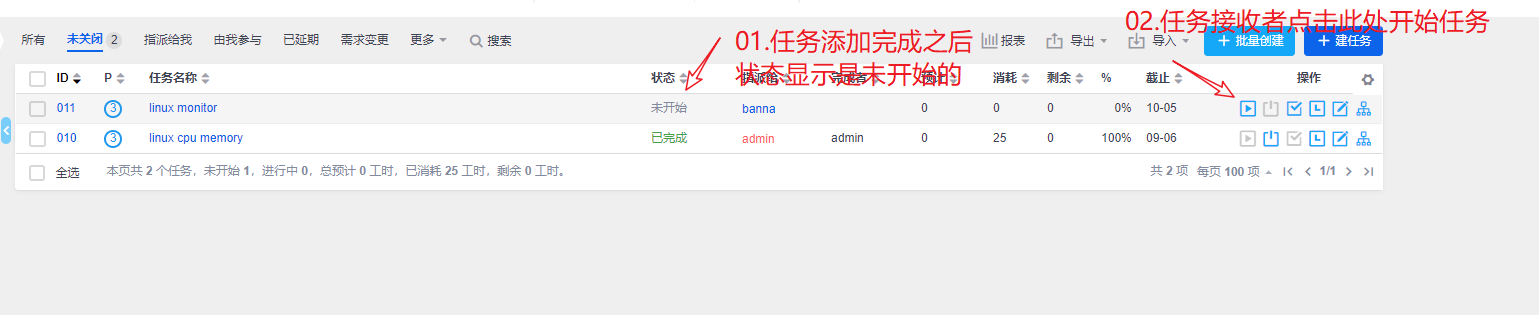 所有 未关闭 2 指派给我 由我参与 已延期 需求变更 更多 搜索 报表 导出 导入 批量创建 建任务
02.任务接收者点击此处开始任务
01.任务添加完成之后
状态显示是未开始的
ID P 任务名称 状态 指派给 完成者 预计 消耗 剩余 % 截止 操作
011 3 linux monitor 未开始 banna 0 0 0 0% 10-05
010 3 linux cpu memory 已完成 admin admin 0 25 0 100% 09-06
全选 本页共 2 个任务，未开始 1，进行中 0，总预计 0 工时，已消耗 25 工时，剩余 0 工时。 共 2 项 每页 100 项 1/1